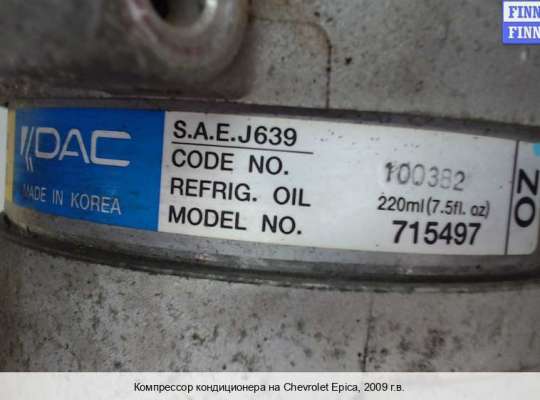 FINN
FINN
DAC
MADE IN KOREA
S.A.E.J639
CODE NO. 100382
REFRIG. OIL 220ml(7.5fl. oz)
MODEL NO. 715497
NO
Компрессор кондиционера на Chevrolet Epica, 2009 г.в.